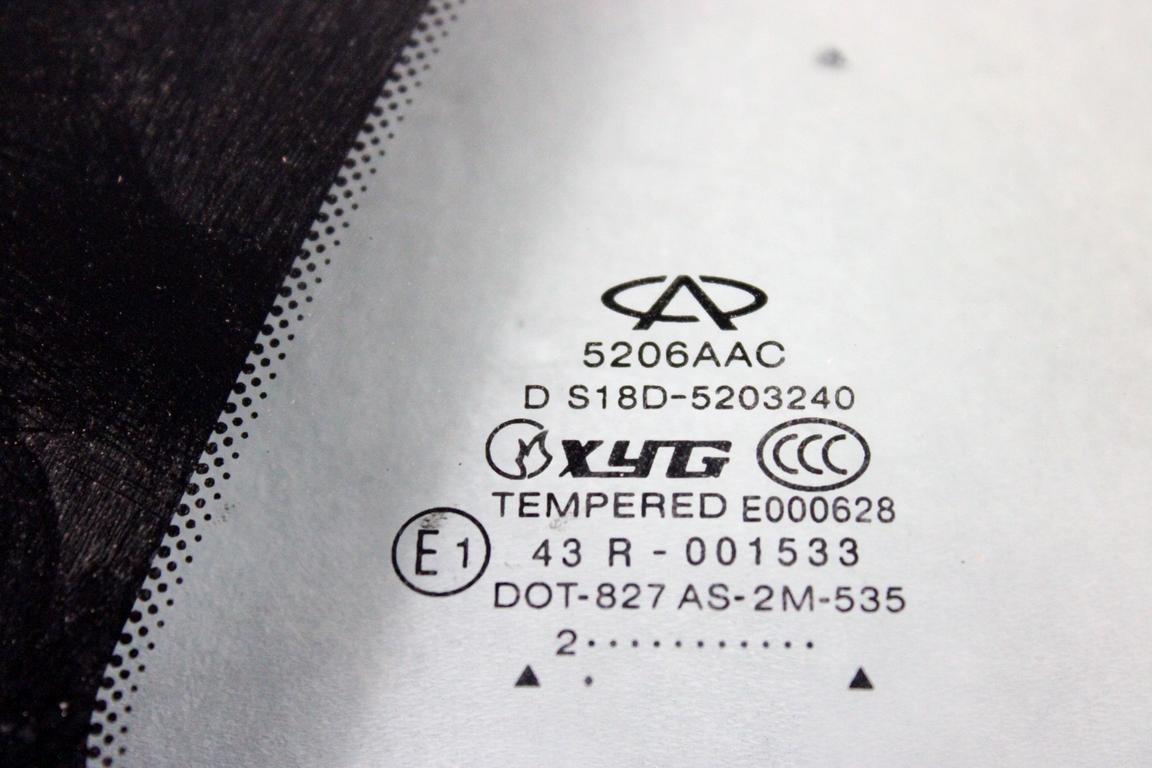 5206AAC
D S18D-5203240
XYG CCC
TEMPERED E000628
E1 43 R - 001533
DOT-827 AS-2M-535
2 • • • • • • • • • • •
▲ • ▲